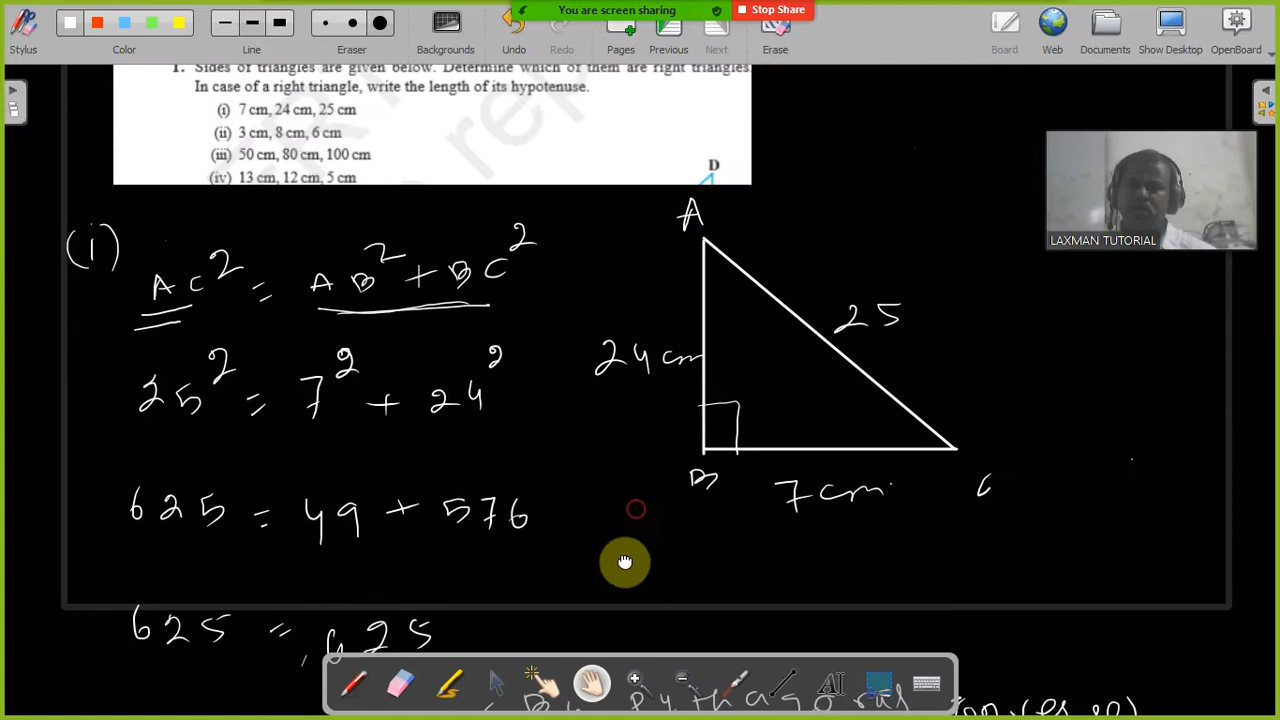 You are screen sharing Stop Share
Stylus Color Line Eraser Backgrounds Undo Redo Pages Previous Next Erase Board Web Documents Show Desktop OpenBoard
1. Sides of triangles are given below. Determine which of them are right triangles.
In case of a right triangle, write the length of its hypotenuse.
(i) 7 cm, 24 cm, 25 cm
(ii) 3 cm, 8 cm, 6 cm
(iii) 50 cm, 80 cm, 100 cm
(iv) 13 cm, 12 cm, 5 cm
D
LAXMAN TUTORIAL
(i) AC² = AB² + BC²
A
25
24 cm
25² = 7² + 24²
B 7 cm C
625 = 49 + 576
625 = 625